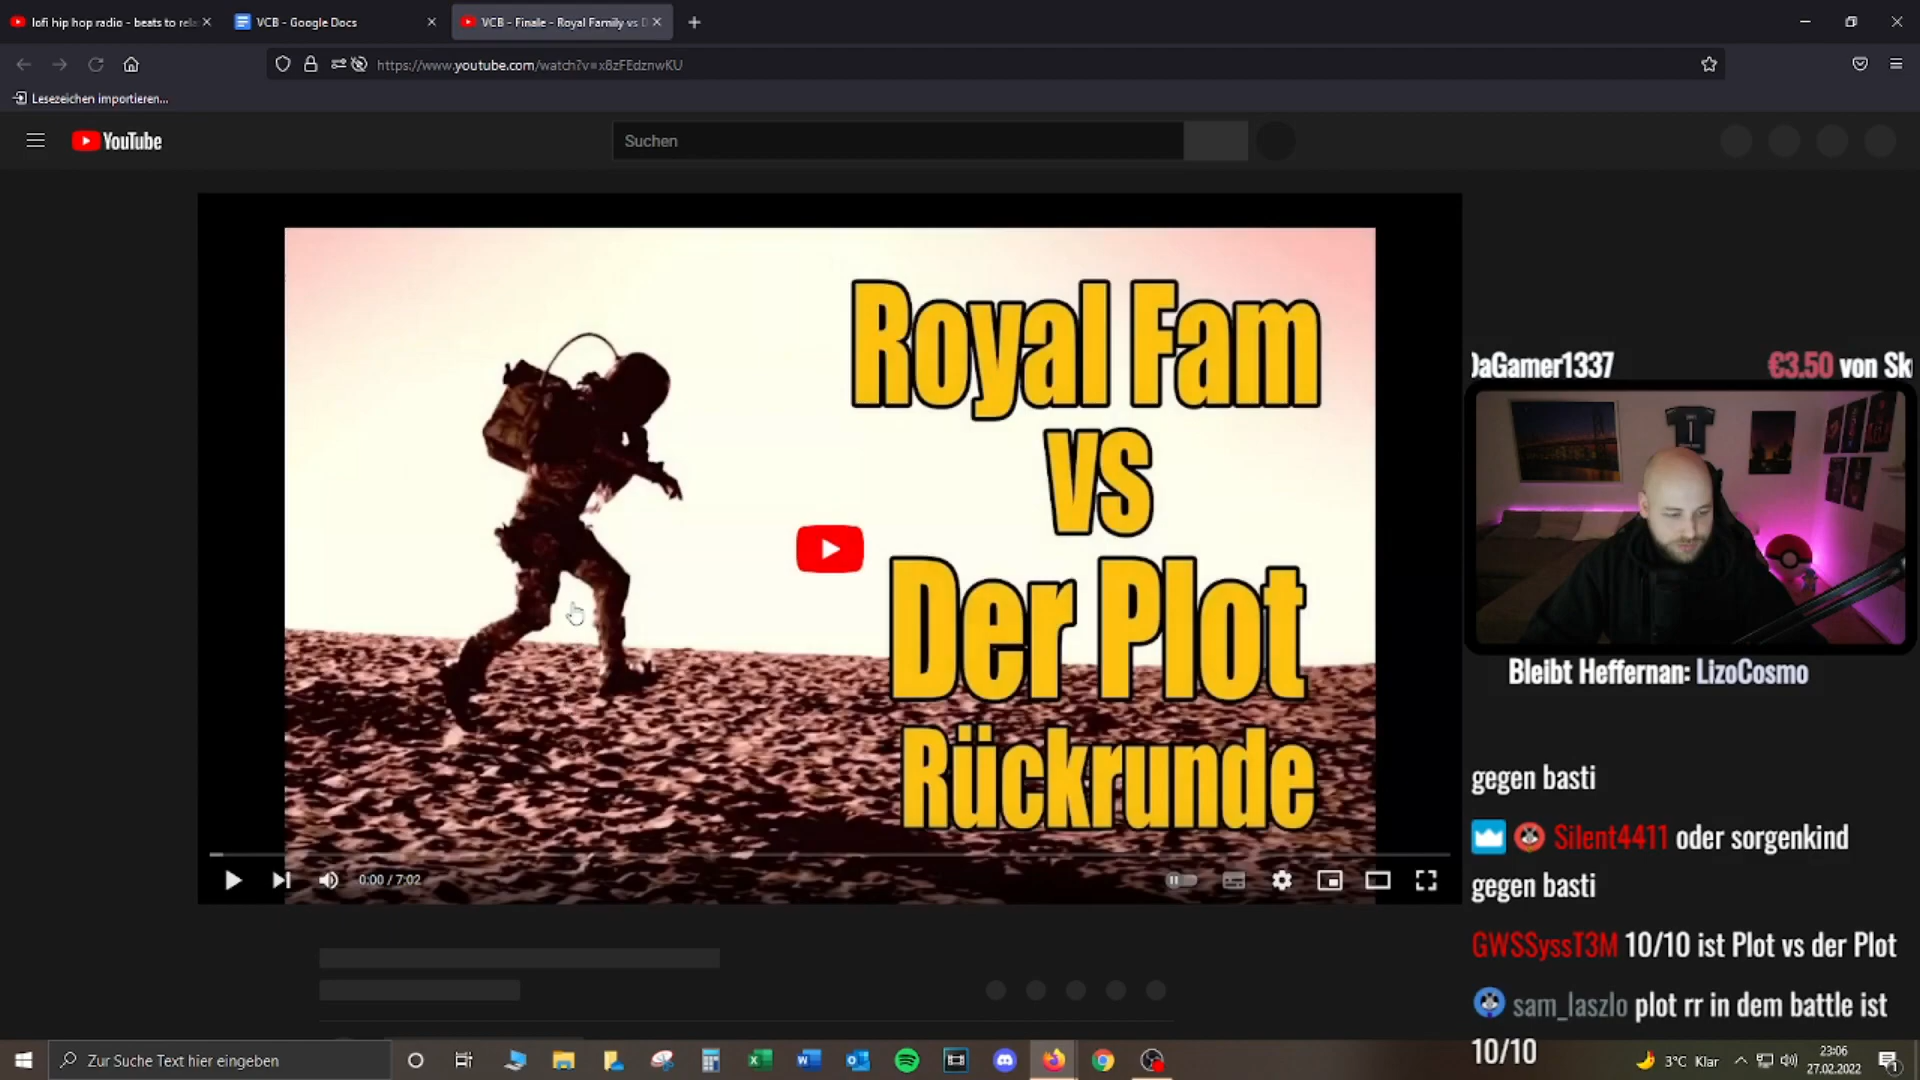 lofi hip hop radio - beats to rela
VCB - Google Docs
VCB - Finale - Royal Family vs D
https://www.youtube.com/watch?v=x8zFEdznwKU
Lesezeichen importieren...
YouTube
Suchen
Royal Fam
VS
Der Plot
Rückrunde
0:00 / 7:02
DaGamer1337 €3.50 von Sk
Bleibt Heffernan: LizoCosmo
gegen basti
Silent4411 oder sorgenkind
gegen basti
GWSSyssT3M 10/10 ist Plot vs der Plot
sam_laszlo plot rr in dem battle ist
10/10
Zur Suche Text hier eingeben
3°C Klar
23:06
27.02.2022